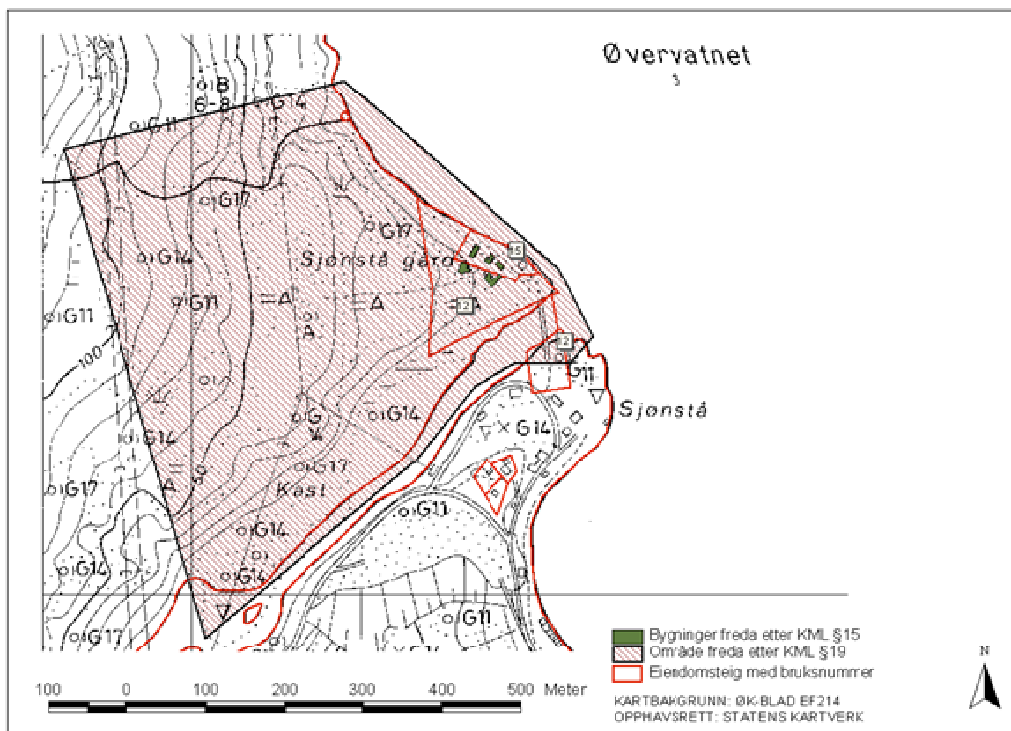 Øvervatnet
3
B
6-8
G14
G11
G17
G17
G14
Sjønstå gård
15
G11
G11
A
A
A
A
13
12
100
G11
Sjønstå
G14
G
G14
G14
G17
G17
Kast
G11
G14
G14
G14
G11
G17
Bygninger freda etter KML §15
Område freda etter KML §19
Eiendomsteig med bruksnummer
N
100 0 100 200 300 400 500 Meter
KARTBAKGRUNN: ØK-BLAD EF214
OPPHAVSRETT: STATENS KARTVERK